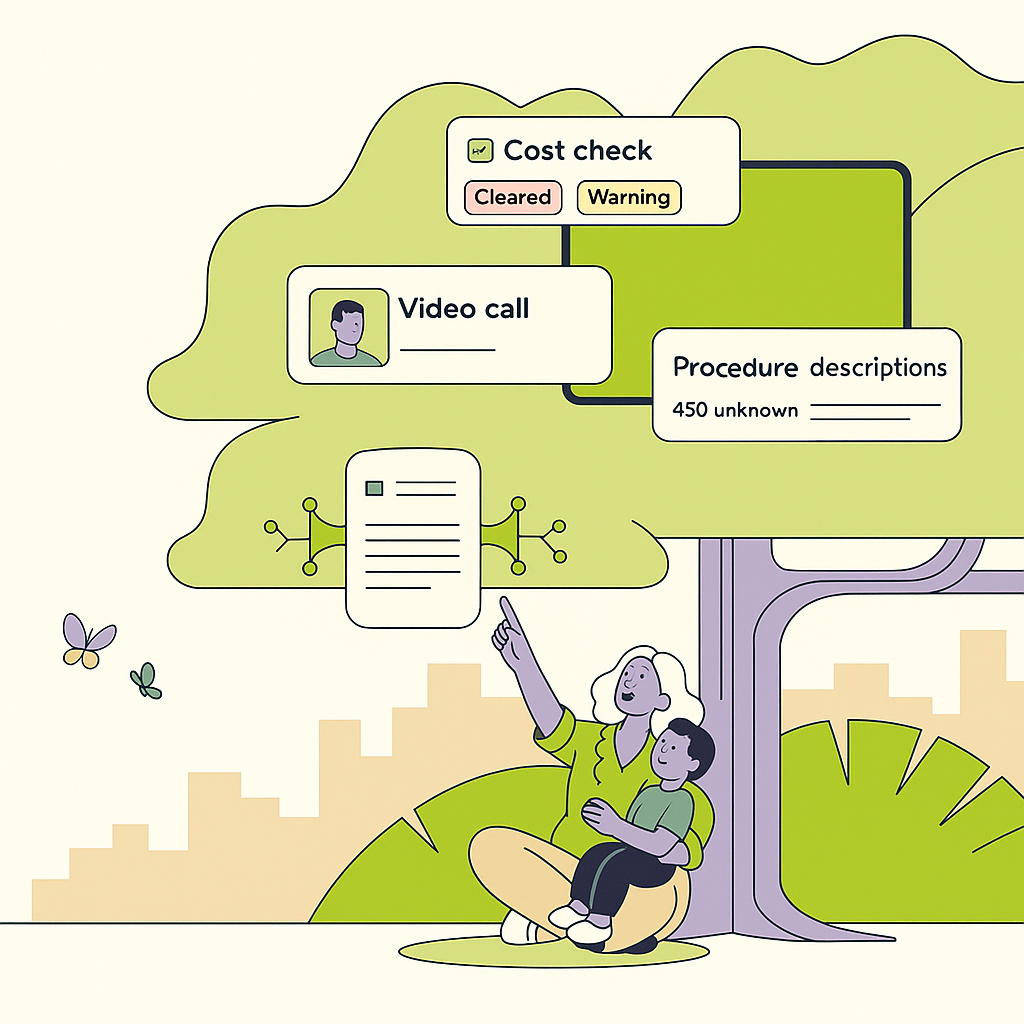 Cost check
Cleared Warning
Video call
Procedure descriptions
450 unknown